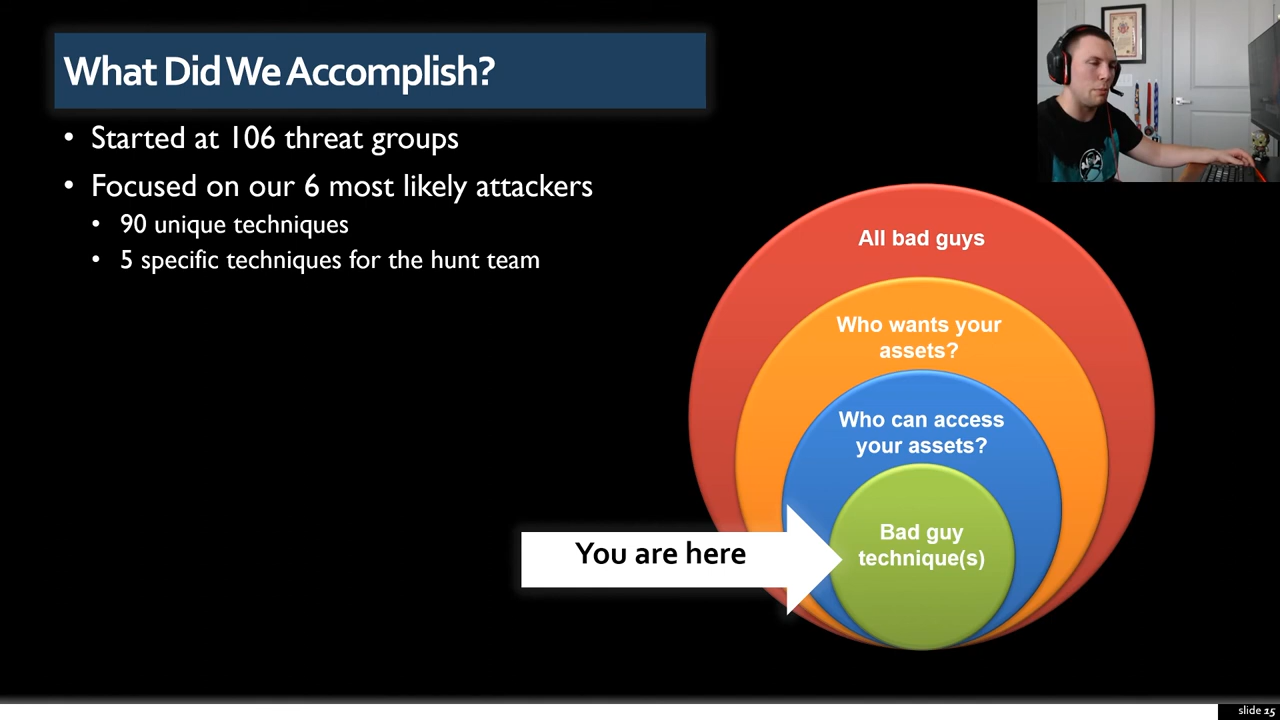 What Did We Accomplish?
• Started at 106 threat groups
• Focused on our 6 most likely attackers
• 90 unique techniques
• 5 specific techniques for the hunt team
All bad guys
Who wants your
assets?
Who can access
your assets?
Bad guy
technique(s)
You are here
slide 15